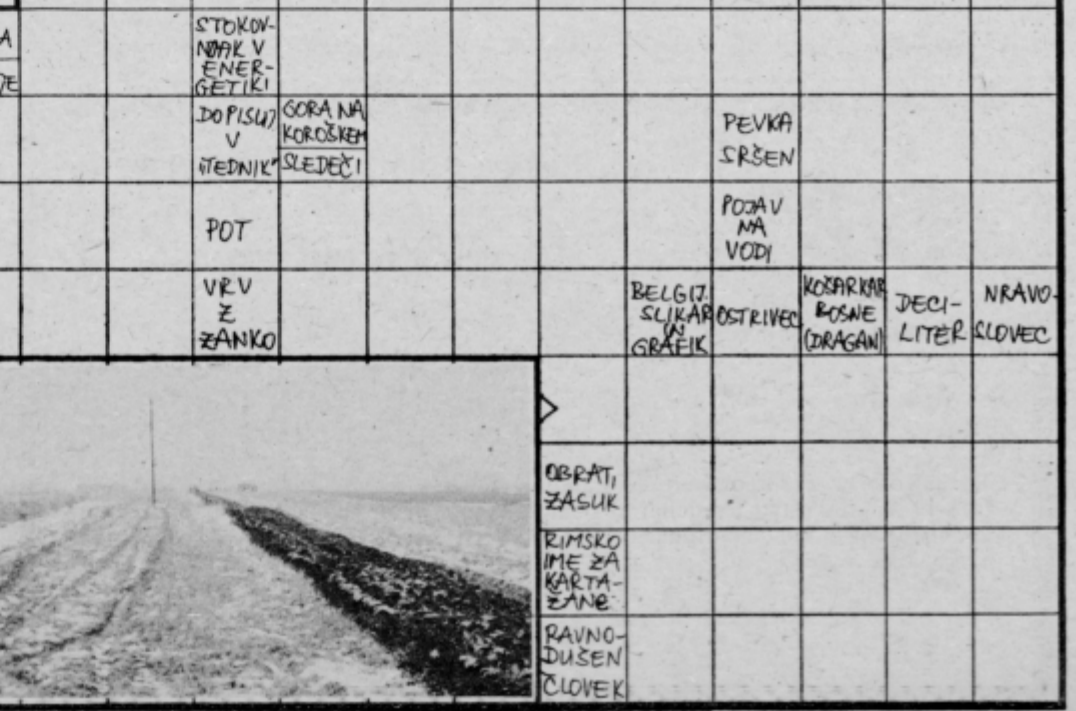 A
JE
STOKOV-
NJAK V
ENER-
GETIKI
DOPISUJ.
V
"TEDNIK"
GORA NA
KOROŠKEM
SLEDEČI
PEVKA
SRŠEN
POT
POJAV
NA
VODI
VRV
Z
ZANKO
BELGIJ.
SLIKAR
IN
GRAFIK
OSTRIVEC
KOŠARKAR
BOSNE
(DRAGAN)
DECI-
LITER
NRAVO-
SLOVEC
OBRAT,
ZASUK
RIMSKO
IME ZA
KARTA-
ŽANE
RAVNO-
DUŠEN
ČLOVEK